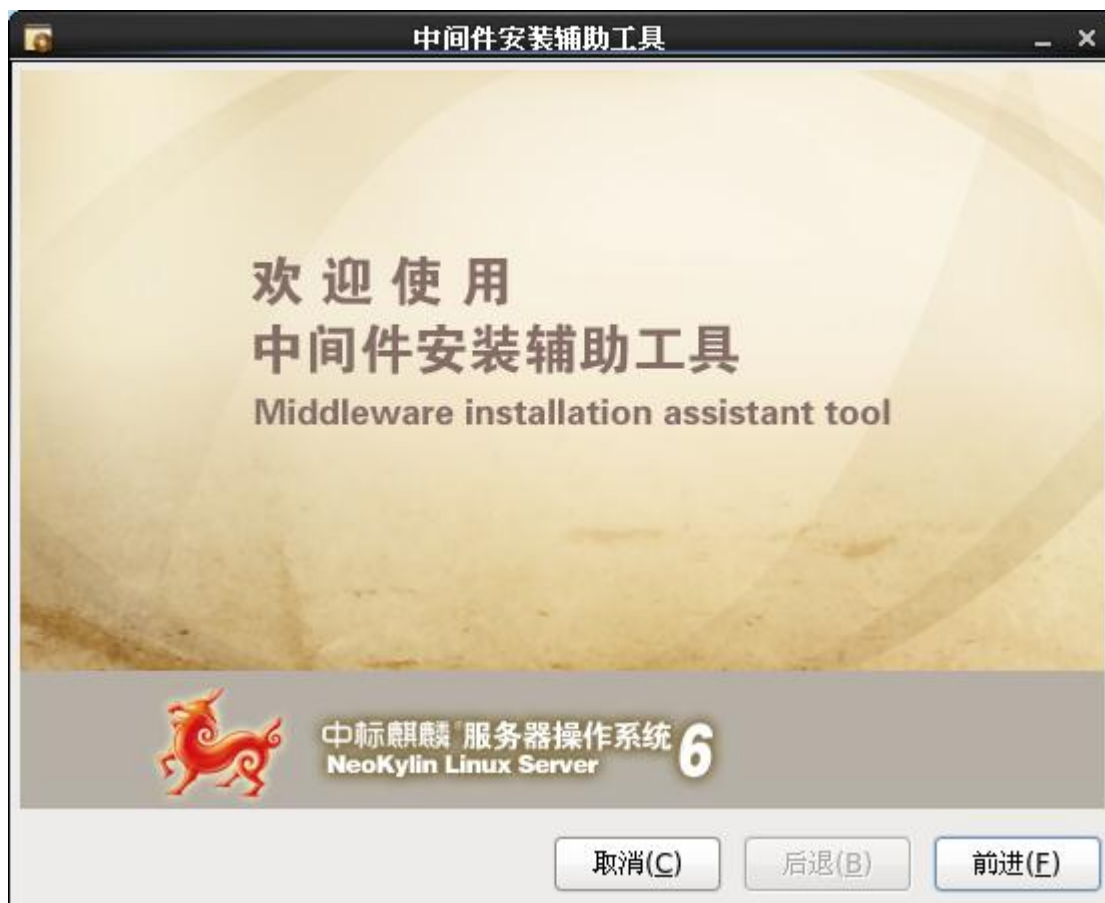 中间件安装辅助工具
欢迎使用
中间件安装辅助工具
Middleware installation assistant tool
中标麒麟®服务器操作系统6
NeoKylin Linux Server
取消(C) 后退(B) 前进(F)